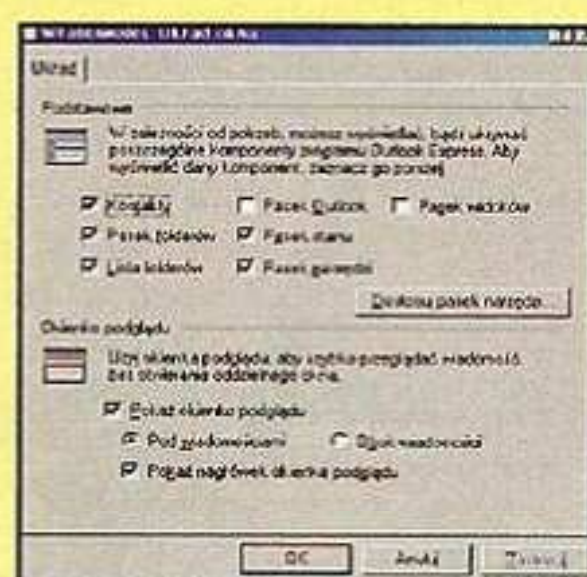 Właściwości: Układ okna
Układ
Podstawowe
W zależności od potrzeb, możesz wyświetlać, bądź ukrywać
poszczególne komponenty programu Outlook Express. Aby
wyświetlić dany komponent, zaznacz go poniżej
Kontakty Pasek Outlook Pasek widoków
Pasek folderów Pasek stanu
Lista folderów Pasek narzędzi
Dostosuj pasek narzędzi...
Okienko podglądu
Użyj okienka podglądu, aby szybko przeglądać wiadomość
bez otwierania oddzielnego okna.
Pokaż okienko podglądu
Pod wiadomościami Obok wiadomości
Pokaż nagłówek okienka podglądu
OK Anuluj Zastosuj